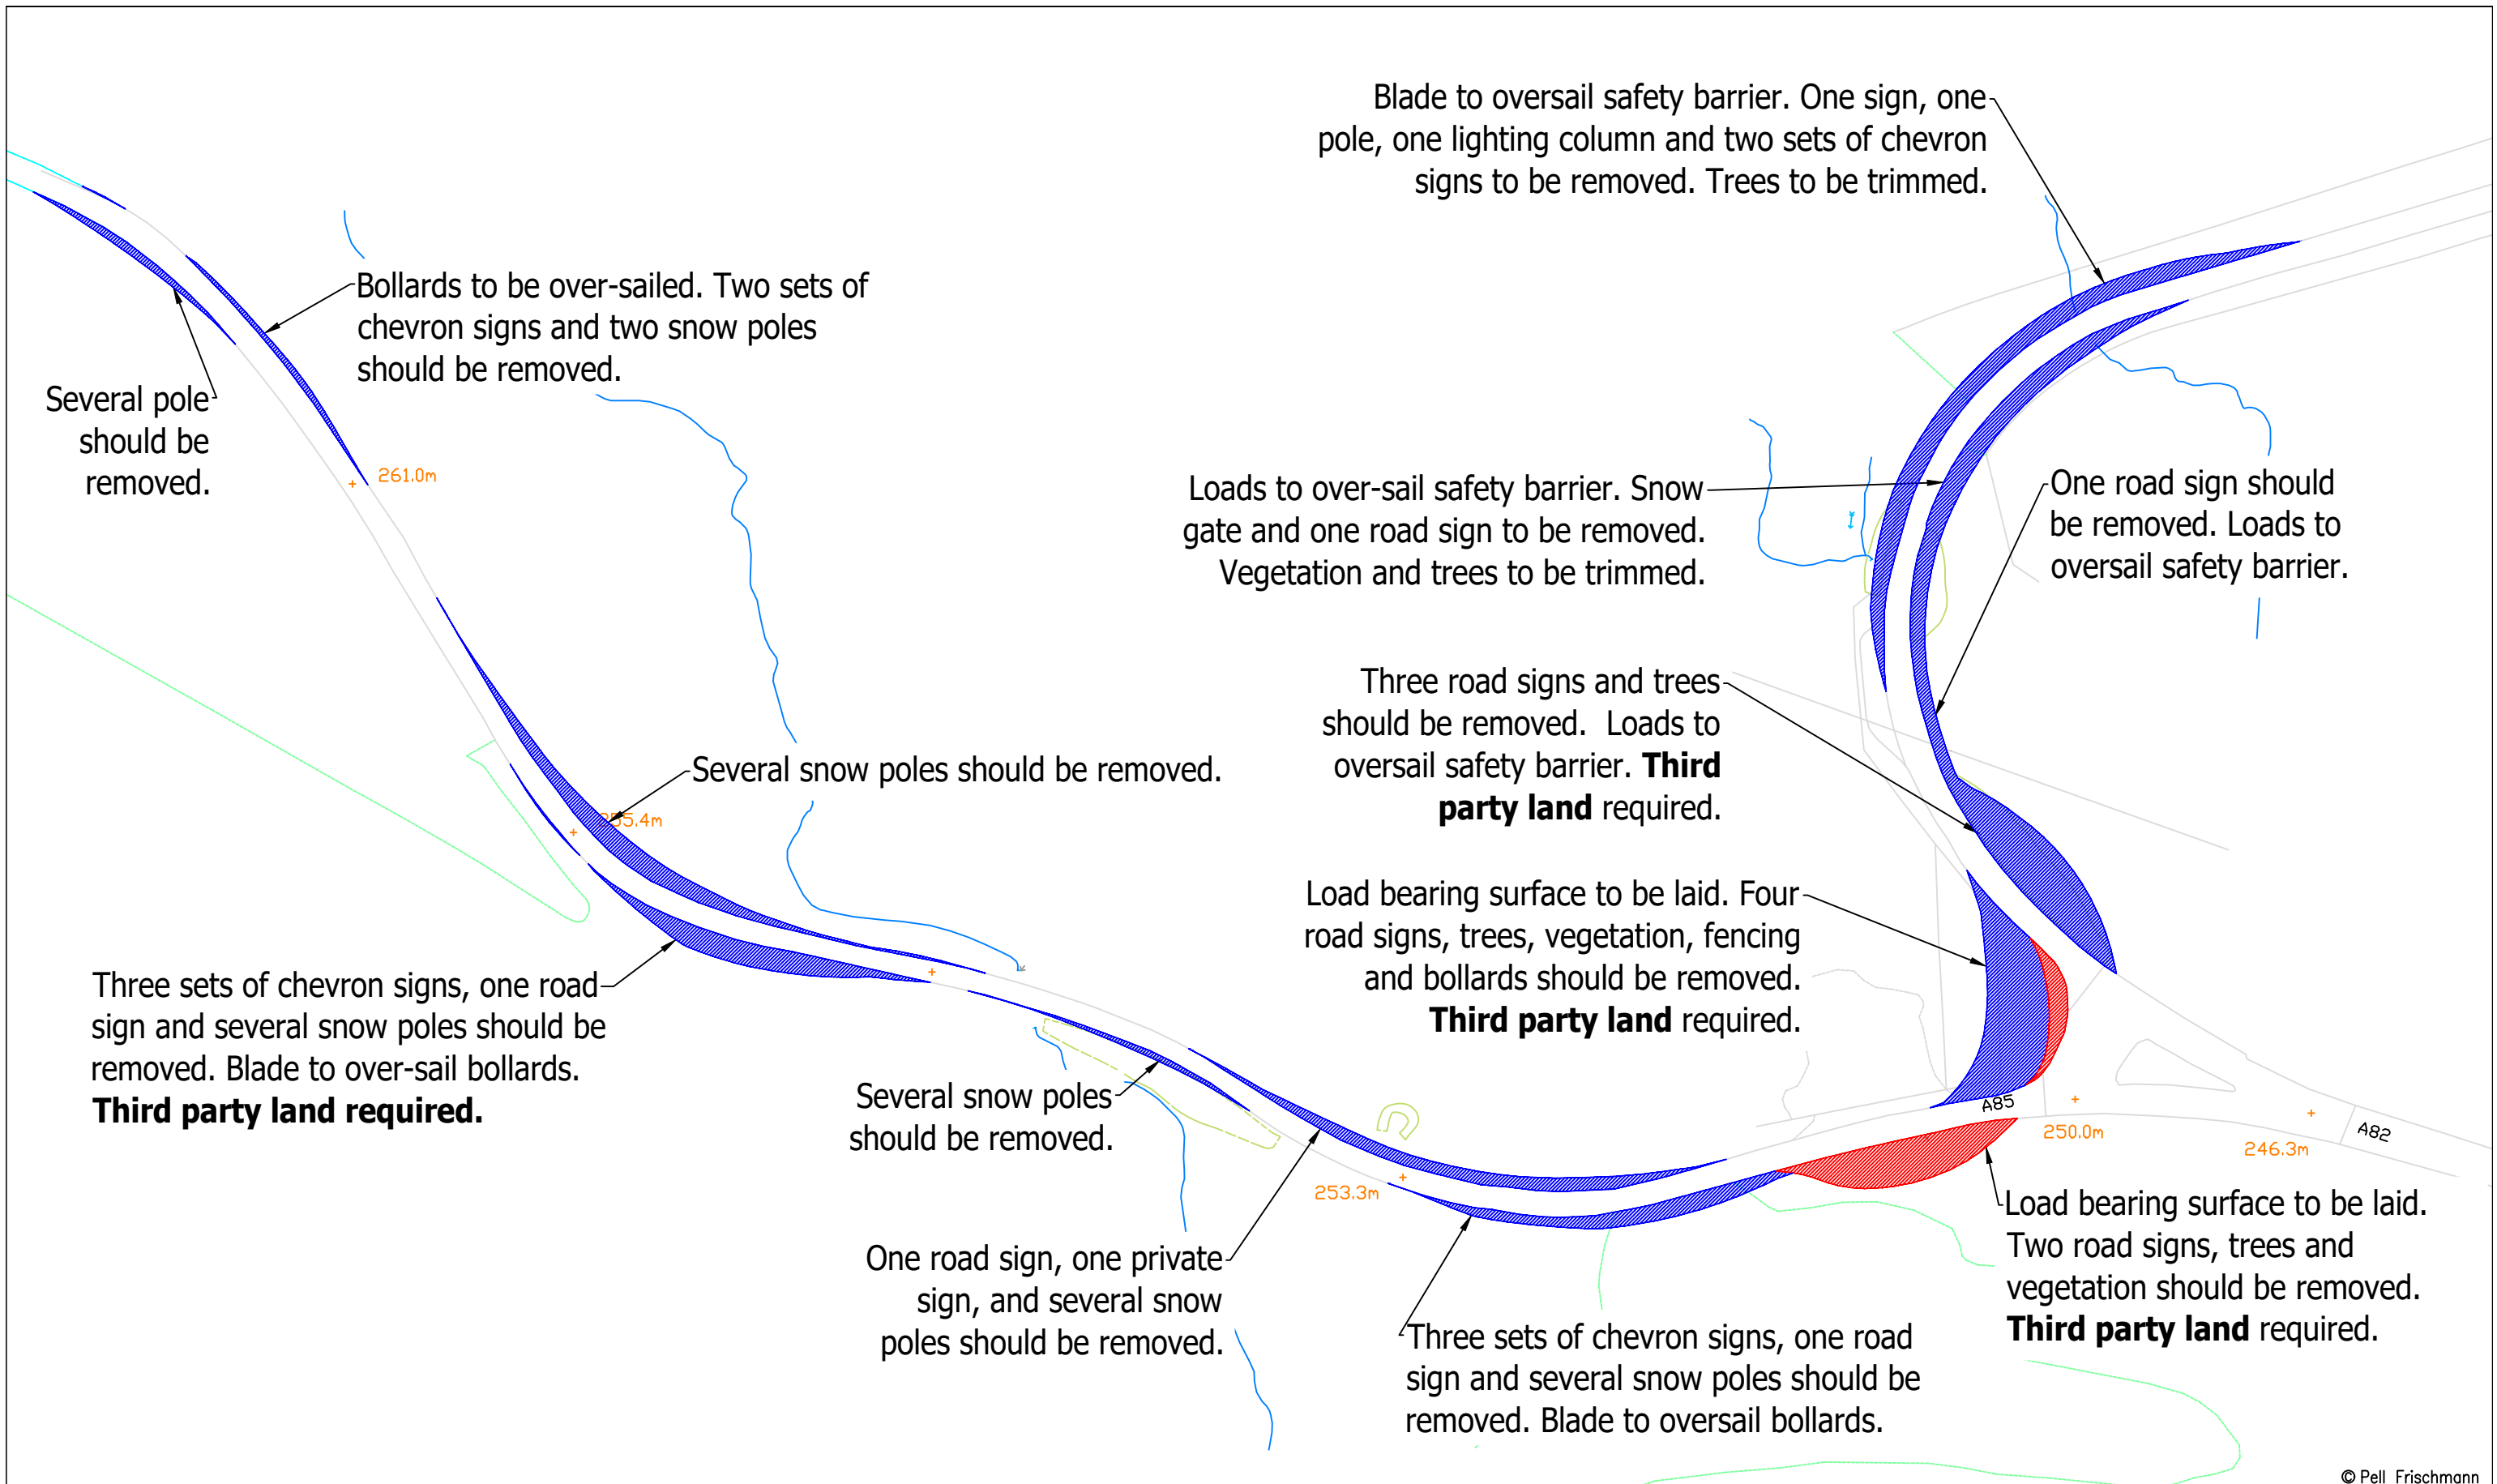 Blade to oversail safety barrier. One sign, one
pole, one lighting column and two sets of chevron
signs to be removed. Trees to be trimmed.
Bollards to be over-sailed. Two sets of
chevron signs and two snow poles
should be removed.
Several pole
should be
removed.
261.0m
Loads to over-sail safety barrier. Snow
gate and one road sign to be removed.
Vegetation and trees to be trimmed.
One road sign should
be removed. Loads to
oversail safety barrier.
Three road signs and trees
should be removed. Loads to
oversail safety barrier. Third
party land required.
Several snow poles should be removed.
255.4m
Load bearing surface to be laid. Four
road signs, trees, vegetation, fencing
and bollards should be removed.
Third party land required.
Three sets of chevron signs, one road
sign and several snow poles should be
removed. Blade to over-sail bollards.
Third party land required.
Several snow poles
should be removed.
A85
250.0m
A82
246.3m
253.3m
Load bearing surface to be laid.
Two road signs, trees and
vegetation should be removed.
Third party land required.
One road sign, one private
sign, and several snow
poles should be removed.
Three sets of chevron signs, one road
sign and several snow poles should be
removed. Blade to oversail bollards.
© Pell Frischmann